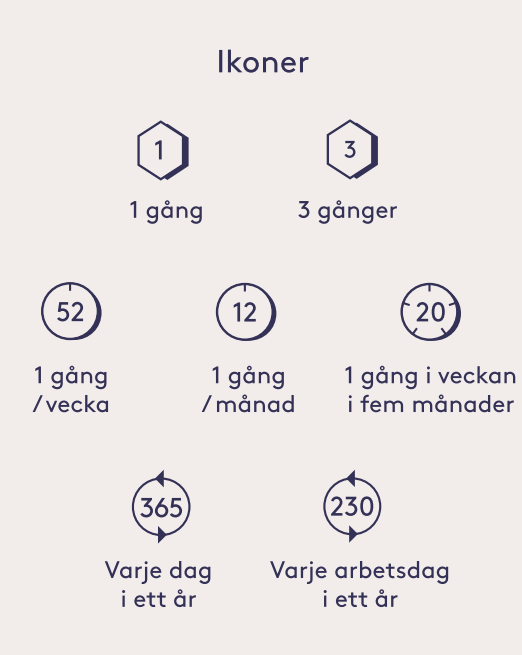 Ikoner
1
3
1 gång
3 gånger
52
12
20
1 gång
/vecka
1 gång
/månad
1 gång i veckan
i fem månader
365
230
Varje dag
i ett år
Varje arbetsdag
i ett år